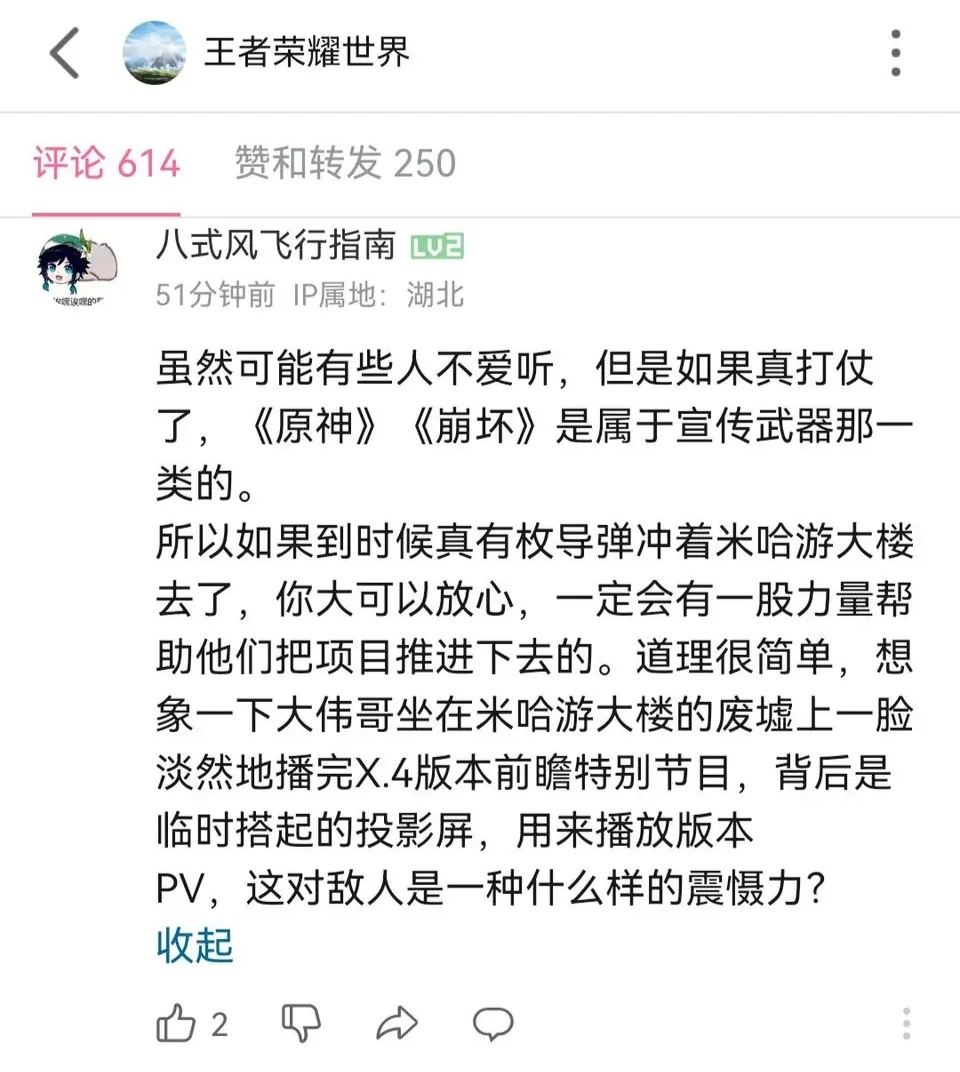 王者荣耀世界
评论 614 赞和转发 250
八式风飞行指南 LV2
51分钟前 IP属地：湖北
虽然可能有些人不爱听，但是如果真打仗
了，《原神》《崩坏》是属于宣传武器那一
类的。
所以如果到时候真有枚导弹冲着米哈游大楼
去了，你大可以放心，一定会有一股力量帮
助他们把项目推进下去的。道理很简单，想
象一下大伟哥坐在米哈游大楼的废墟上一脸
淡然地播完X.4版本前瞻特别节目，背后是
临时搭起的投影屏，用来播放版本
PV，这对敌人是一种什么样的震慑力？
收起
2